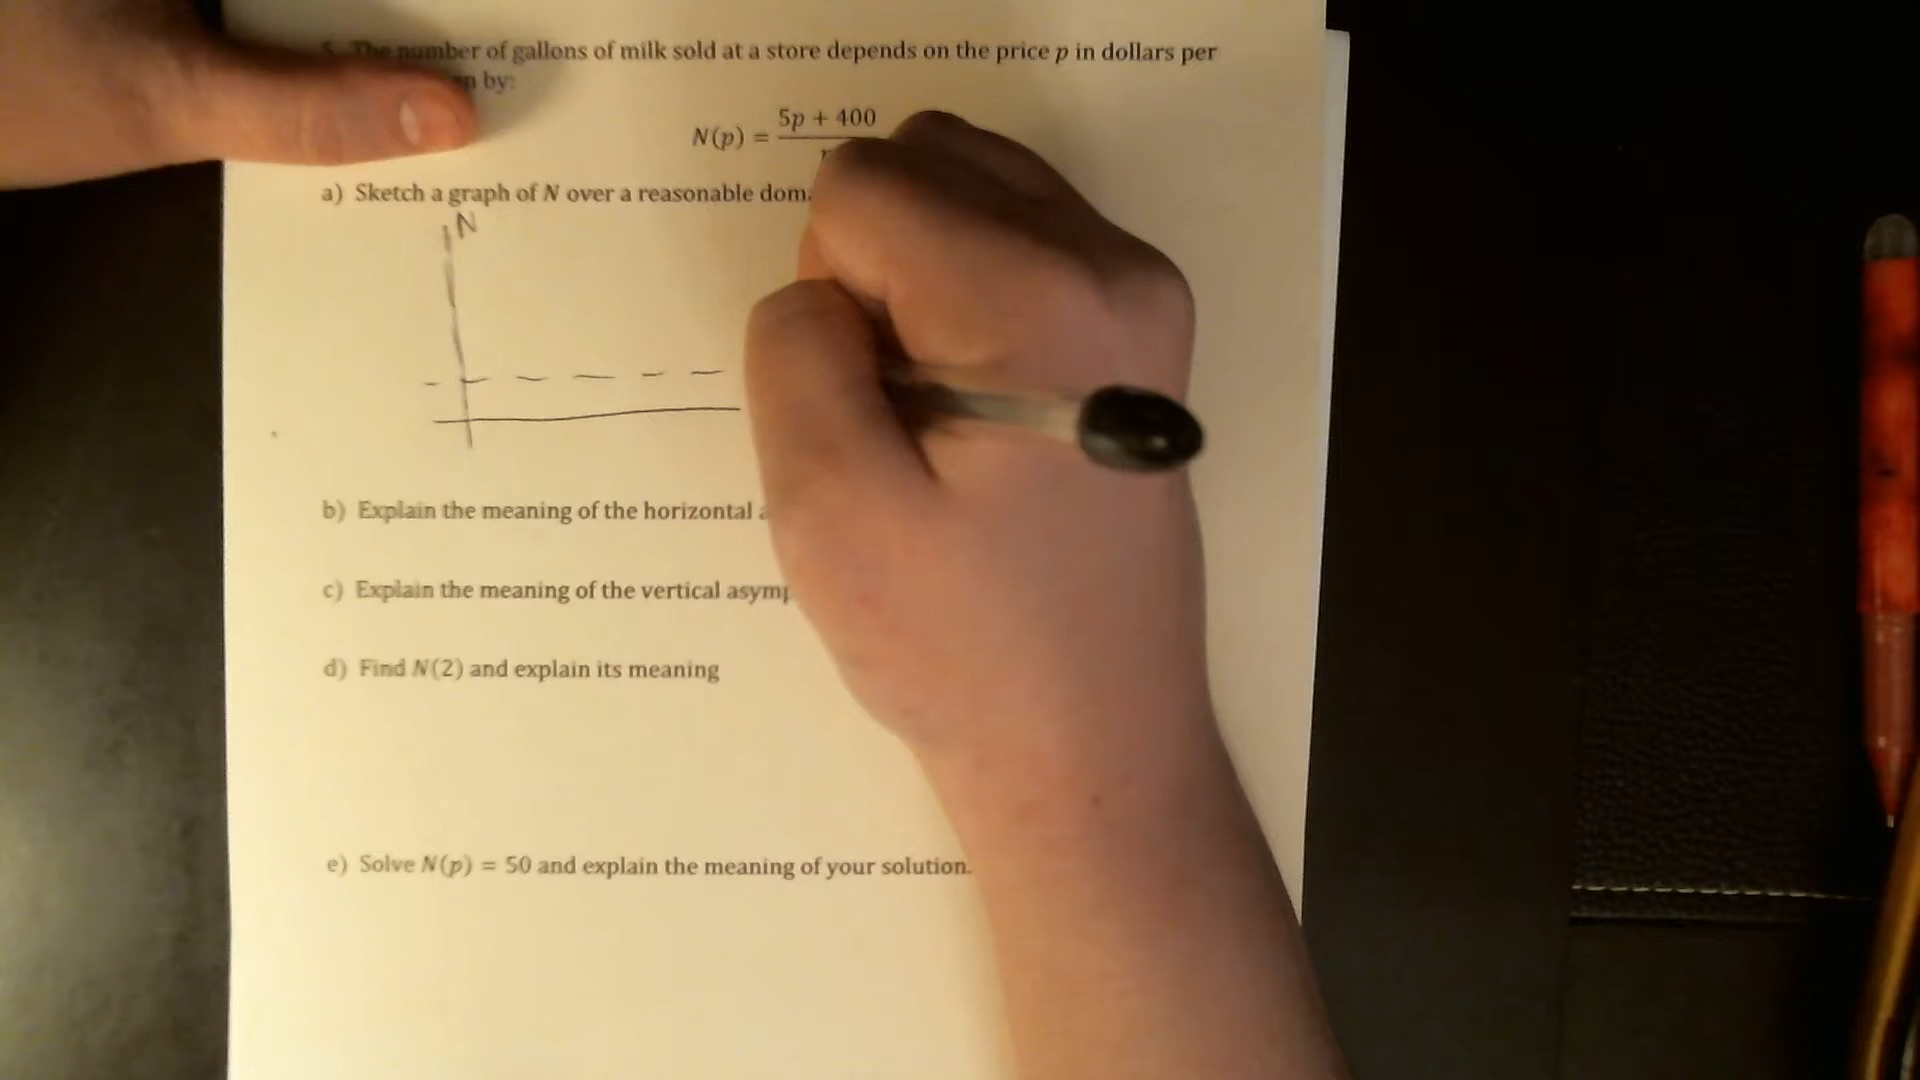 5. The number of gallons of milk sold at a store depends on the price p in dollars per
by:
N(p) = 5p + 400
a) Sketch a graph of N over a reasonable
N
b) Explain the meaning of the horizontal
c) Explain the meaning of the vertical
d) Find N(2) and explain its meaning
e) Solve N(p) = 50 and explain the meaning of your solution.